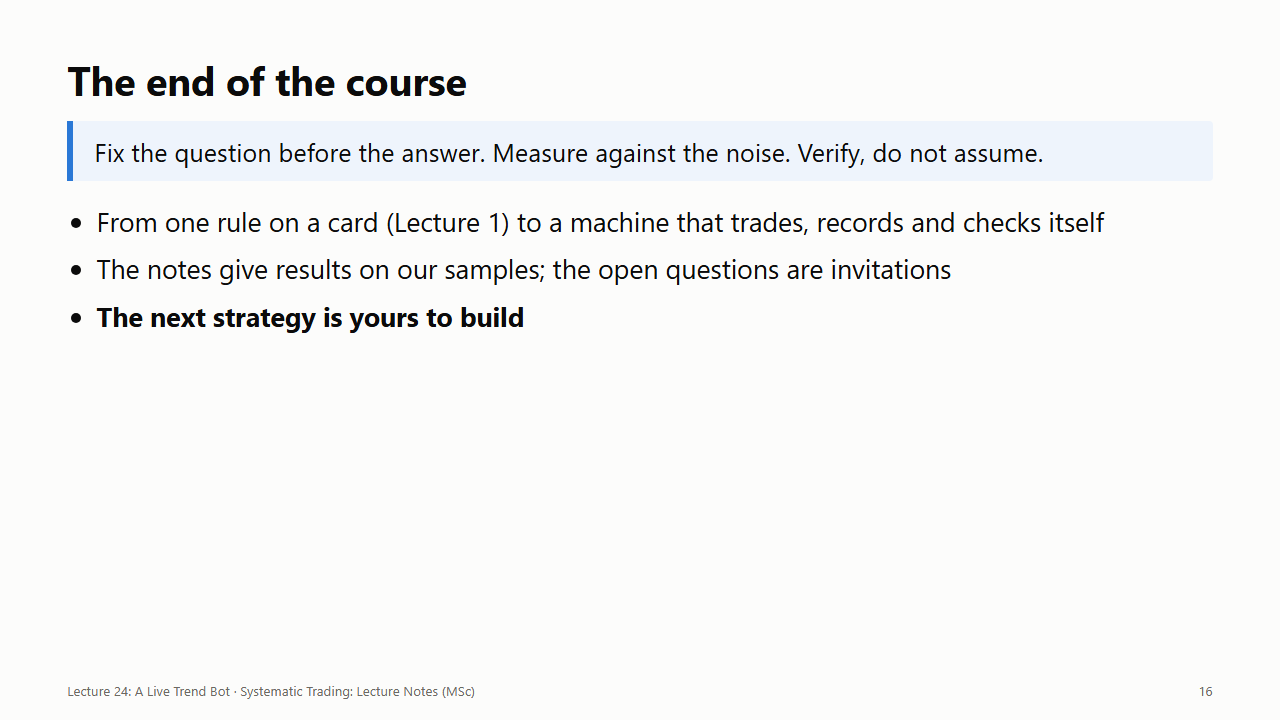 The end of the course
Fix the question before the answer. Measure against the noise. Verify, do not assume.
• From one rule on a card (Lecture 1) to a machine that trades, records and checks itself
• The notes give results on our samples; the open questions are invitations
• The next strategy is yours to build
Lecture 24: A Live Trend Bot · Systematic Trading: Lecture Notes (MSc)
16